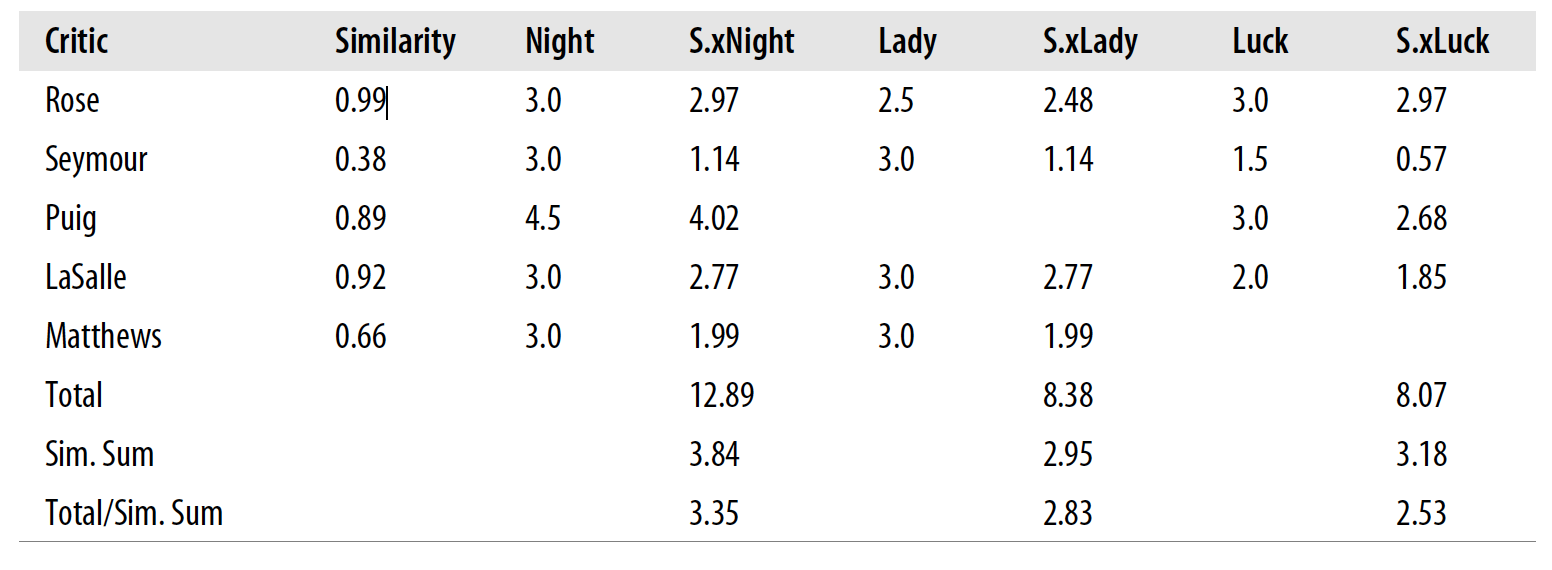 Critic Similarity Night S.xNight Lady S.xLady Luck S.xLuck
Rose 0.99 3.0 2.97 2.5 2.48 3.0 2.97
Seymour 0.38 3.0 1.14 3.0 1.14 1.5 0.57
Puig 0.89 4.5 4.02 3.0 2.68
LaSalle 0.92 3.0 2.77 3.0 2.77 2.0 1.85
Matthews 0.66 3.0 1.99 3.0 1.99
Total 12.89 8.38 8.07
Sim. Sum 3.84 2.95 3.18
Total/Sim. Sum 3.35 2.83 2.53